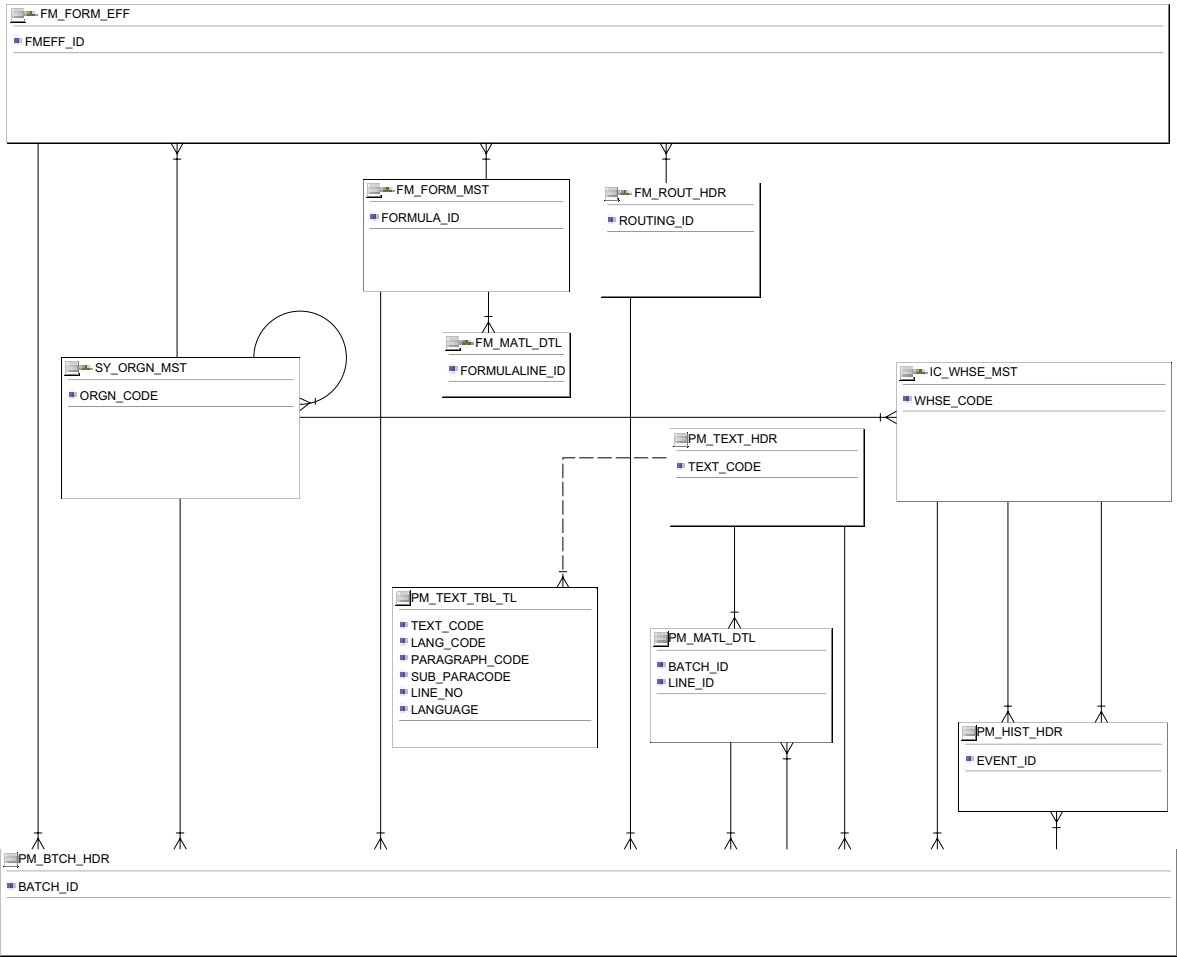 FM_FORM_EFF
FMEFF_ID
FM_FORM_MST
FORMULA_ID
FM_ROUT_HDR
ROUTING_ID
FM_MATL_DTL
FORMULALINE_ID
SY_ORGN_MST
ORGN_CODE
IC_WHSE_MST
WHSE_CODE
PM_TEXT_HDR
TEXT_CODE
PM_TEXT_TBL_TL
TEXT_CODE
LANG_CODE
PARAGRAPH_CODE
SUB_PARACODE
LINE_NO
LANGUAGE
PM_MATL_DTL
BATCH_ID
LINE_ID
PM_HIST_HDR
EVENT_ID
PM_BTCH_HDR
BATCH_ID